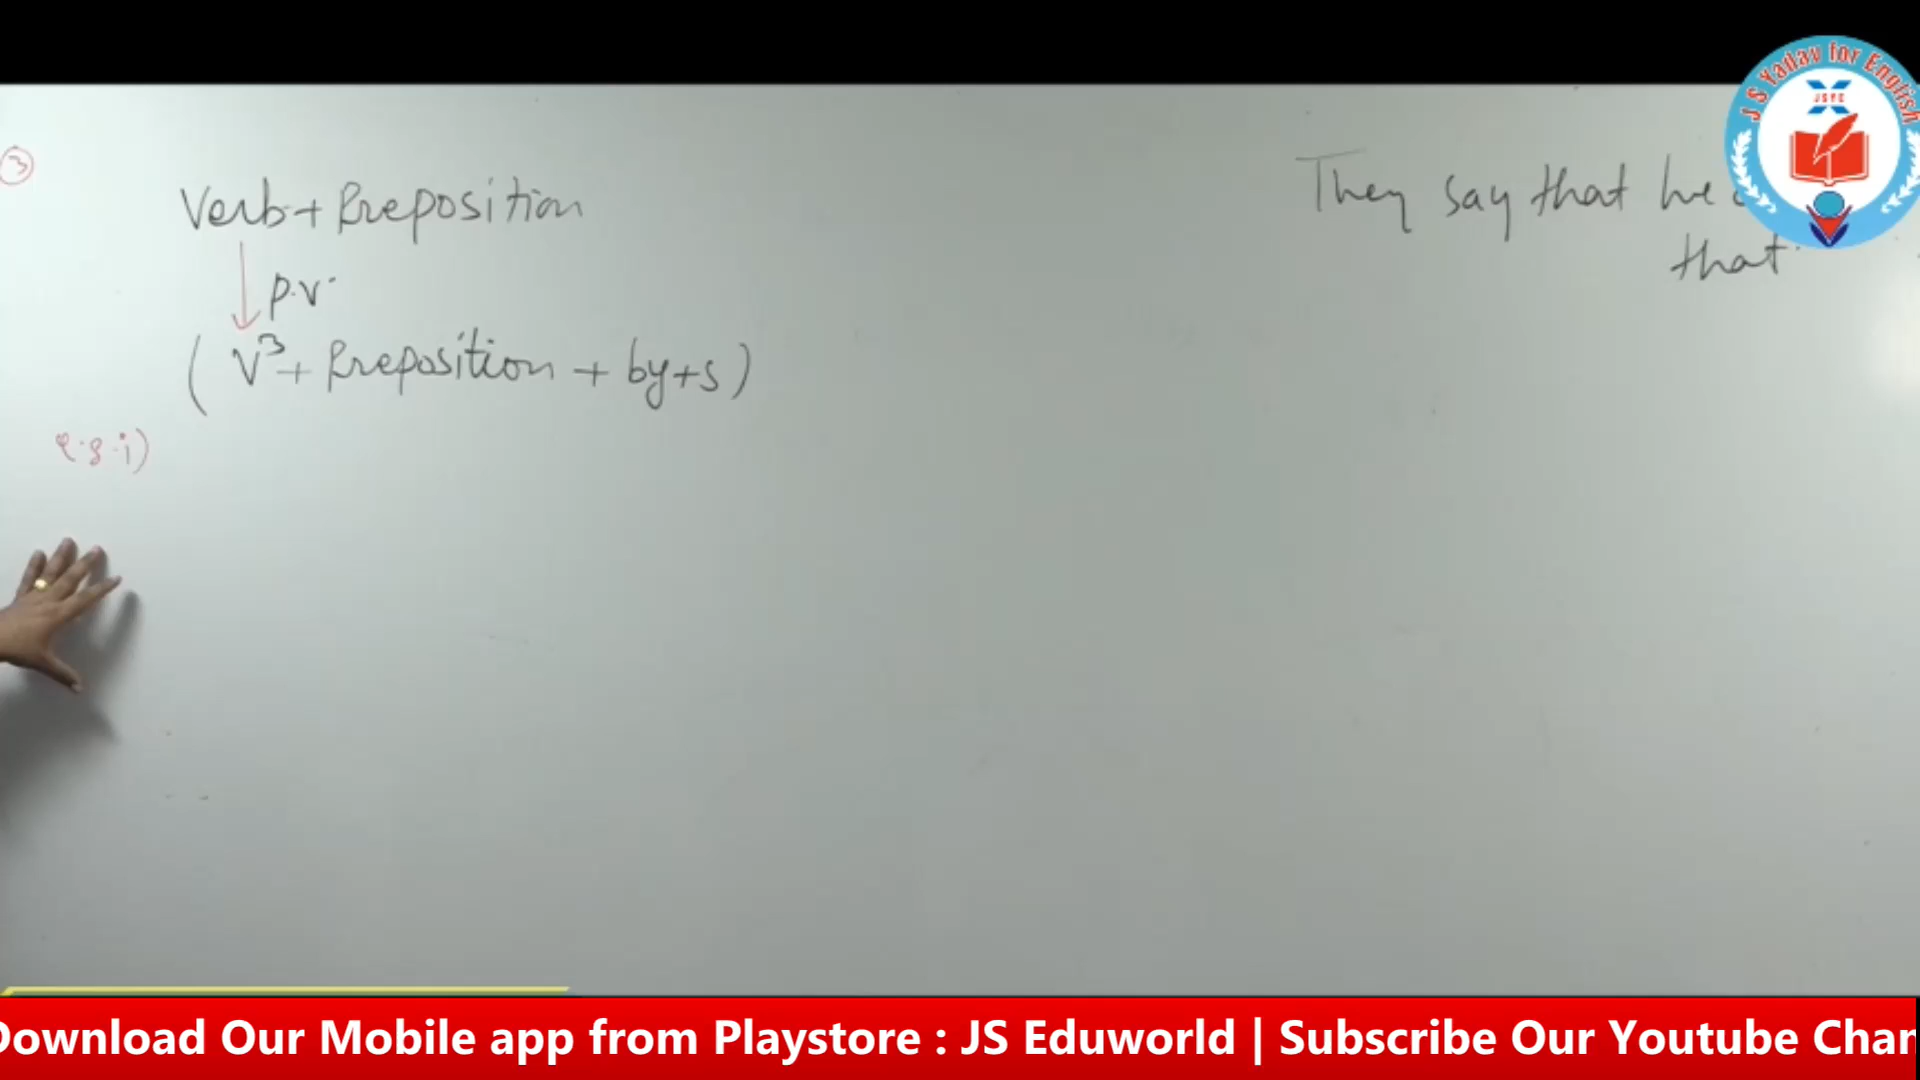 ③
Verb + Preposition
P.V.
( V³ + Preposition + by + s )
e.g. i)
They say that he
that
J S Yadav for English
JSYE
Download Our Mobile app from Playstore : JS Eduworld | Subscribe Our Youtube Chan